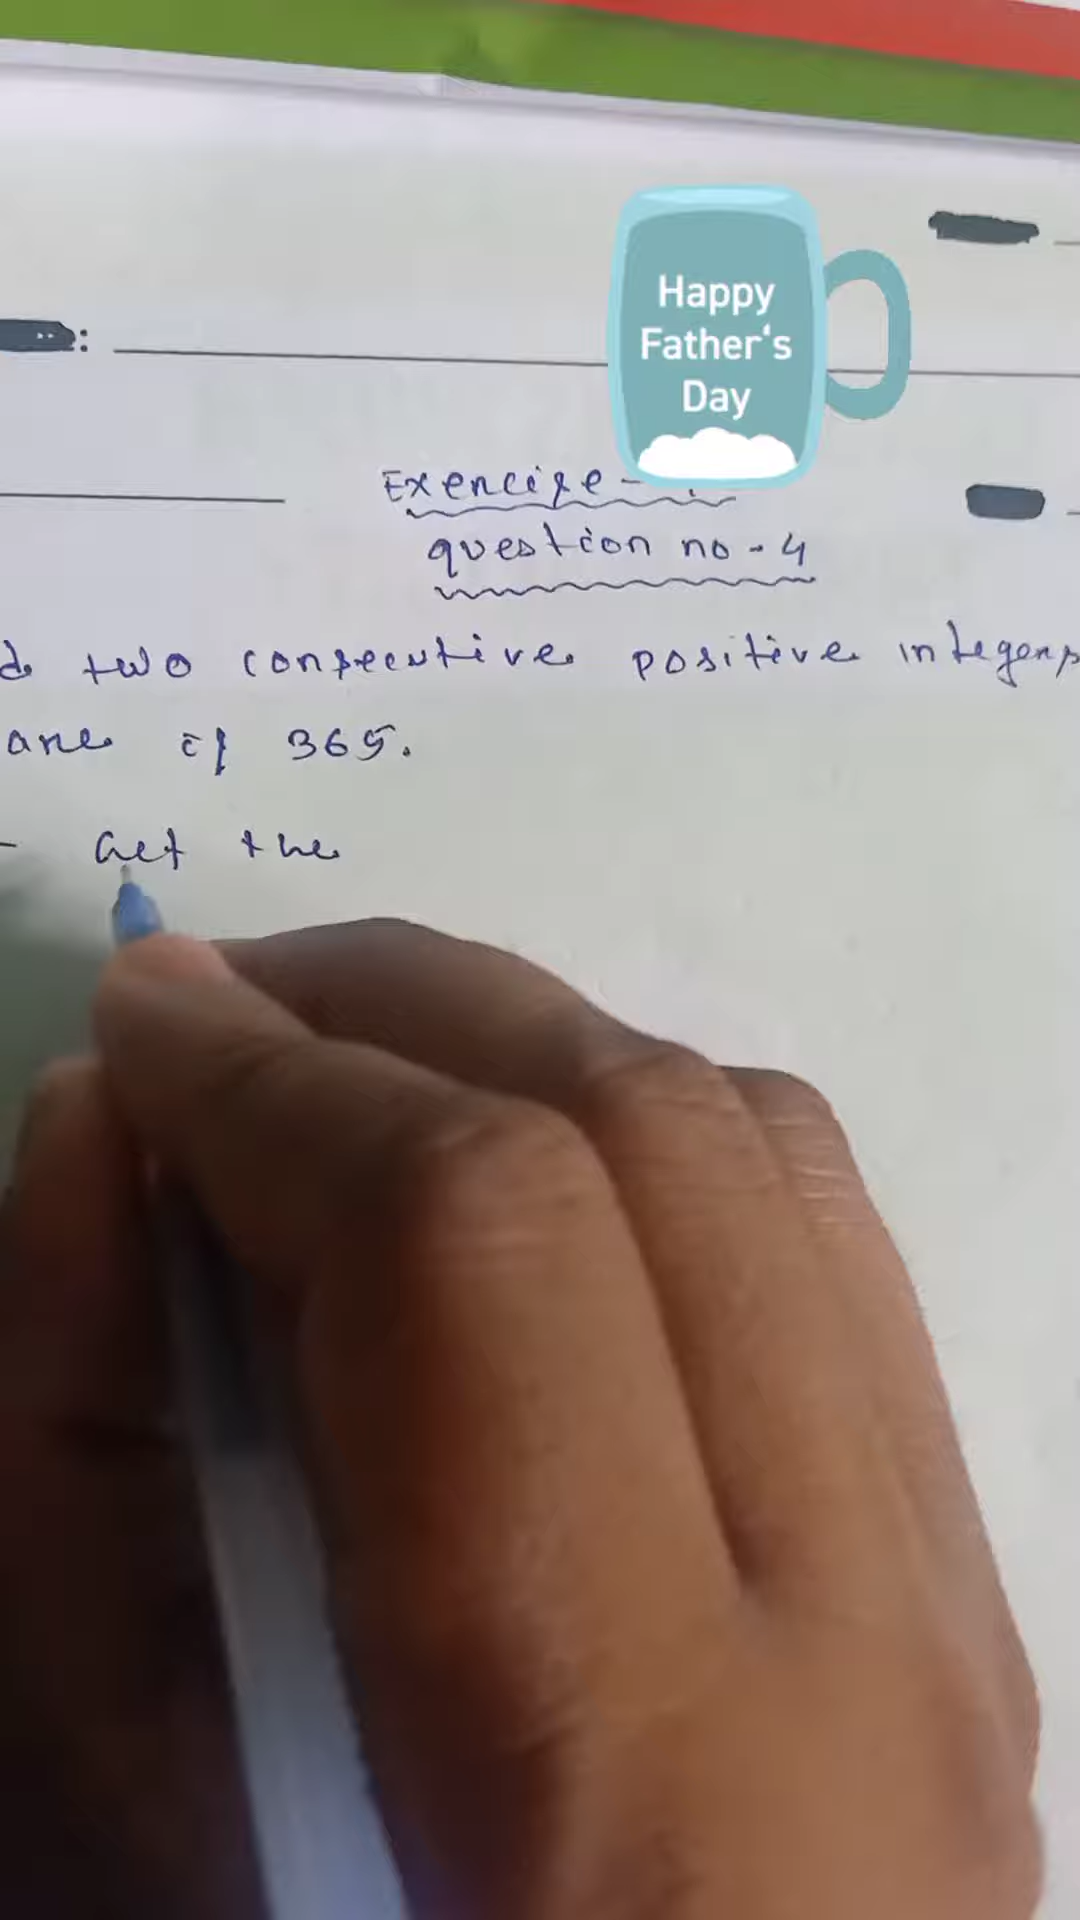 Happy
Father's
Day
Exercise -
question no - 4
d two consecutive positive integers
are of 365.
- Let the